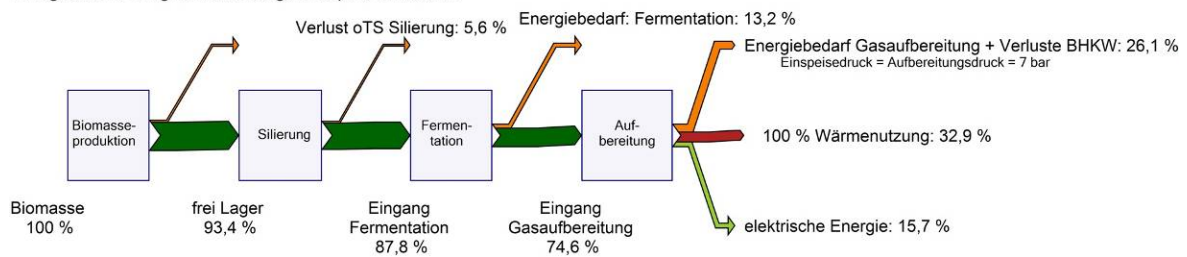 Verlust oTS Silierung: 5,6 %
Energiebedarf: Fermentation: 13,2 %
Energiebedarf Gasaufbereitung + Verluste BHKW: 26,1 %
Einspeisedruck = Aufbereitungsdruck = 7 bar
Biomasse-
produktion
Silierung
Fermen-
tation
Auf-
bereitung
100 % Wärmenutzung: 32,9 %
Biomasse
100 %
frei Lager
93,4 %
Eingang
Fermentation
87,8 %
Eingang
Gasaufbereitung
74,6 %
elektrische Energie: 15,7 %